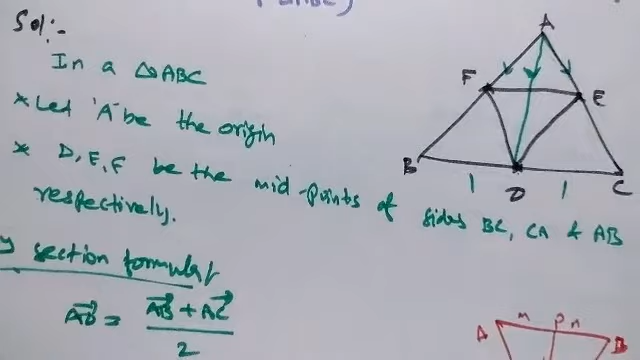 Sol:-
In a △ABC
* Let 'A' be the origin
* D, E, F be the mid-points of sides BC, CA & AB
respectively.
y section formula
AD = AB + AC
2
A
F
E
B
D
C
1
1
A
m
P
n
B